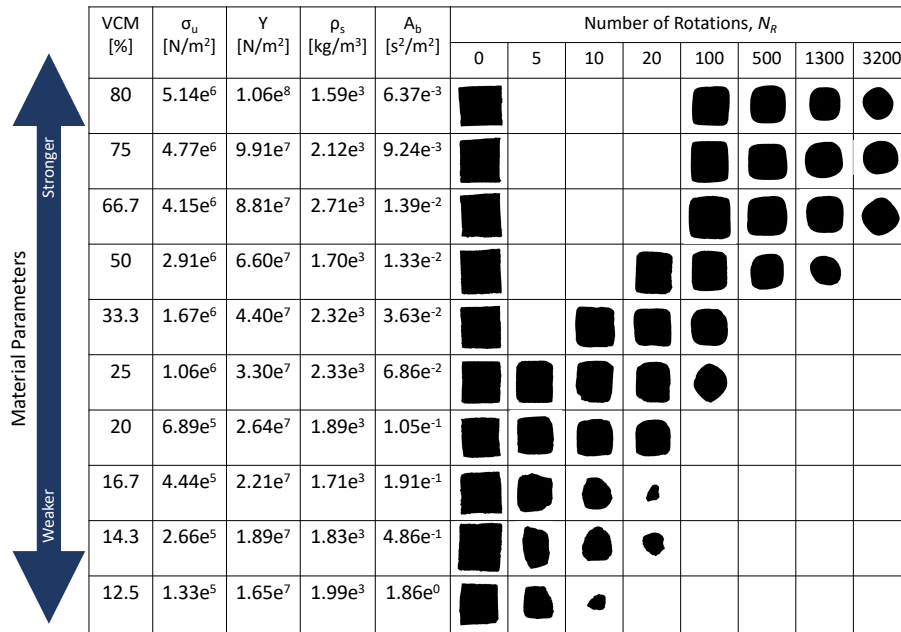 VCM [%] σu [N/m²] Y [N/m²] ρs [kg/m³] Ab [s²/m²] Number of Rotations, NR
0 5 10 20 100 500 1300 3200
80 5.14e⁶ 1.06e⁸ 1.59e³ 6.37e⁻³
75 4.77e⁶ 9.91e⁷ 2.12e³ 9.24e⁻³
66.7 4.15e⁶ 8.81e⁷ 2.71e³ 1.39e⁻²
50 2.91e⁶ 6.60e⁷ 1.70e³ 1.33e⁻²
33.3 1.67e⁶ 4.40e⁷ 2.32e³ 3.63e⁻²
25 1.06e⁶ 3.30e⁷ 2.33e³ 6.86e⁻²
20 6.89e⁵ 2.64e⁷ 1.89e³ 1.05e⁻¹
16.7 4.44e⁵ 2.21e⁷ 1.71e³ 1.91e⁻¹
14.3 2.66e⁵ 1.89e⁷ 1.83e³ 4.86e⁻¹
12.5 1.33e⁵ 1.65e⁷ 1.99e³ 1.86e⁰
Material Parameters
Stronger
Weaker